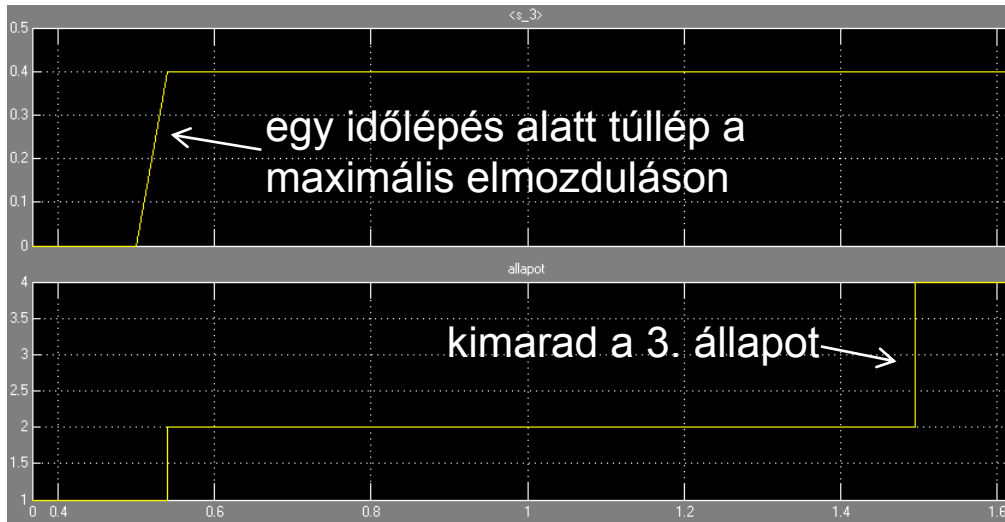 <s_3>
0.5
0.4
0.3
0.2
0.1
0
egy időlépés alatt túllép a
maximális elmozduláson
allapot
4
3.5
3
2.5
2
1.5
1
kimarad a 3. állapot
0 0.4 0.6 0.8 1 1.2 1.4 1.6